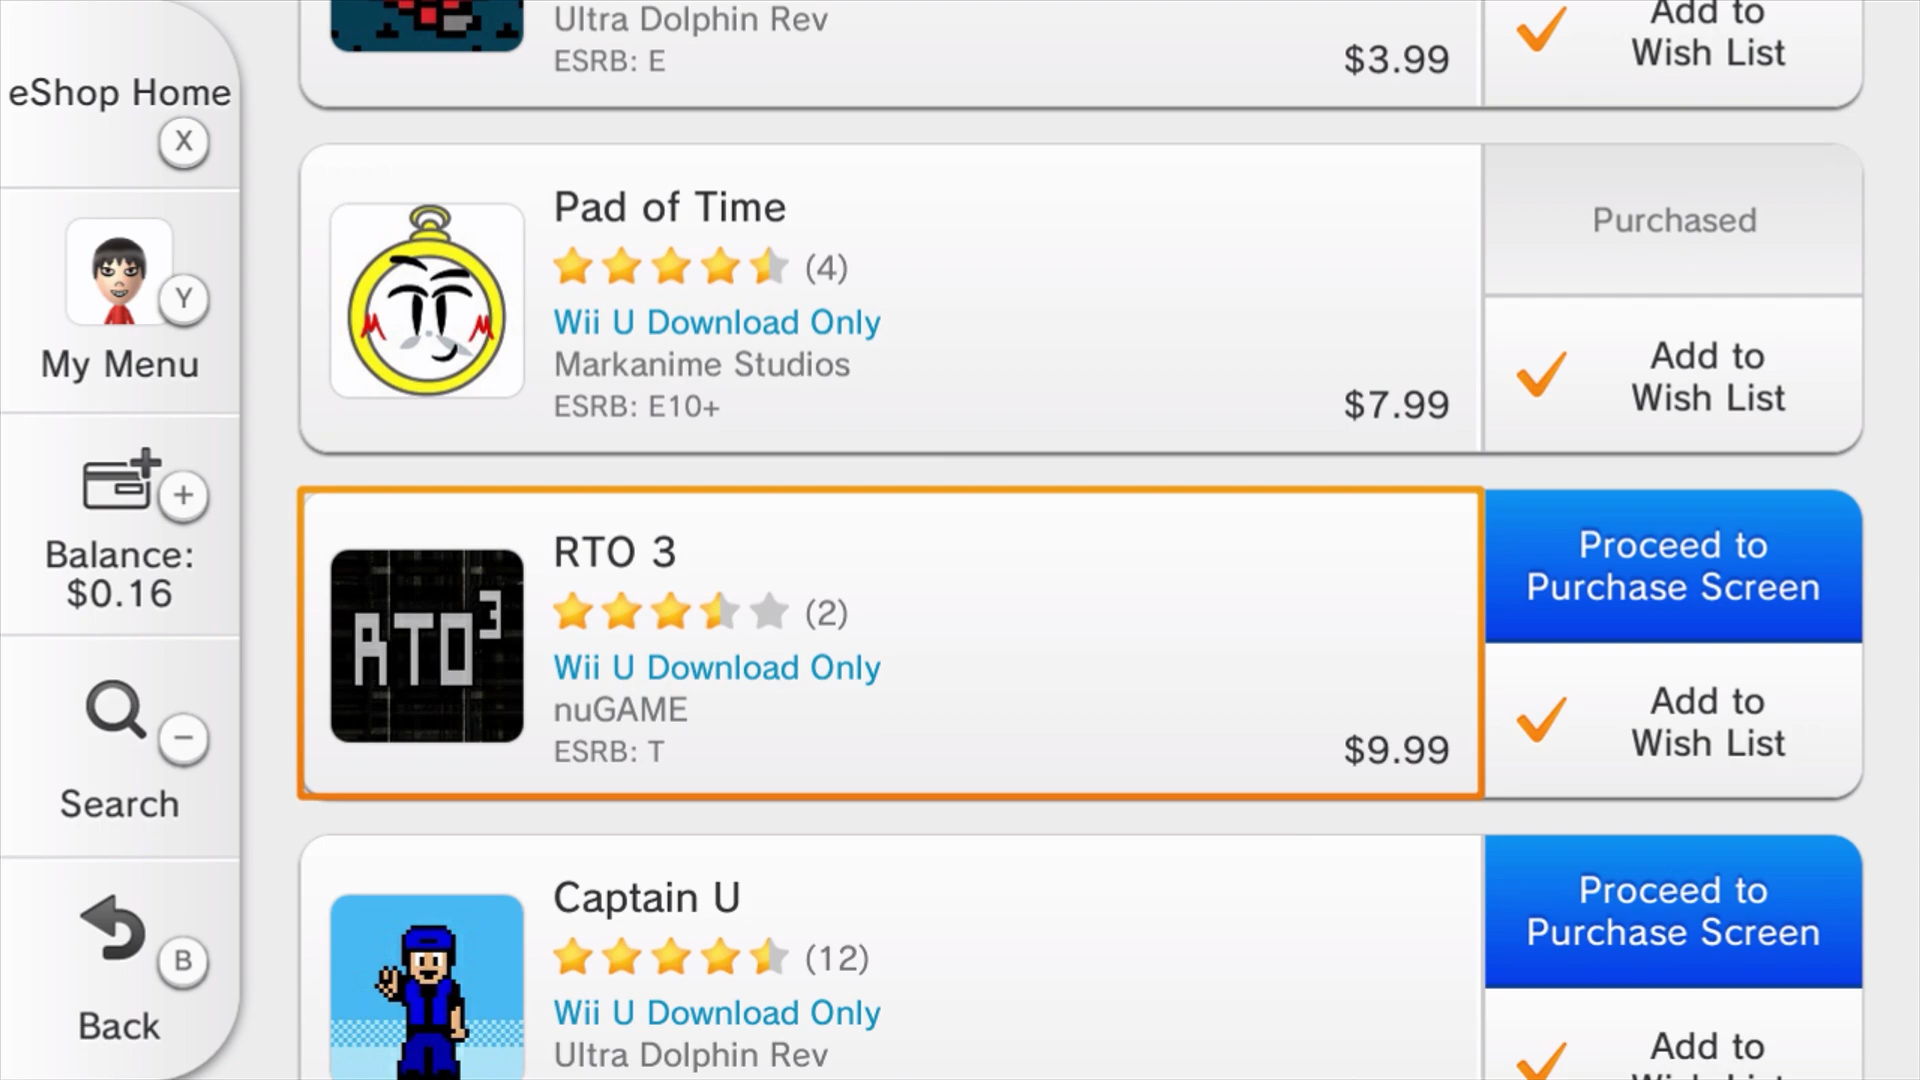 eShop Home
X
Y
My Menu
+
Balance:
$0.16
−
Search
B
Back
Ultra Dolphin Rev
ESRB: E
$3.99
Add to
Wish List
Pad of Time
(4)
Wii U Download Only
Markanime Studios
ESRB: E10+
$7.99
Purchased
Add to
Wish List
RTO 3
RTO3
(2)
Wii U Download Only
nuGAME
ESRB: T
$9.99
Proceed to
Purchase Screen
Add to
Wish List
Captain U
(12)
Wii U Download Only
Ultra Dolphin Rev
Proceed to
Purchase Screen
Add to